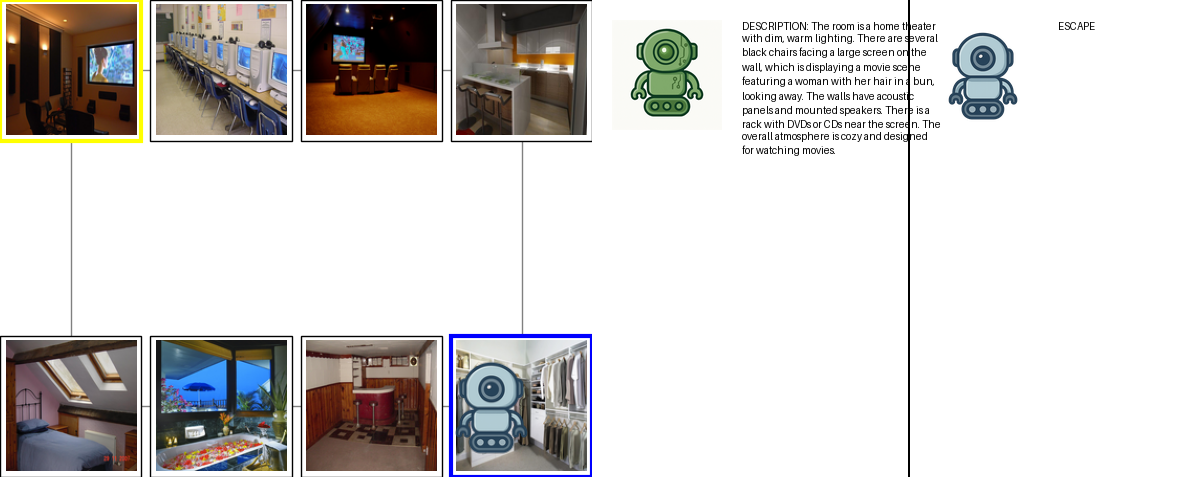 DESCRIPTION: The room is a home theater
with dim, warm lighting. There are several
black chairs facing a large screen on the
wall, which is displaying a movie scene
featuring a woman with her hair in a bun,
looking away. The walls have acoustic
panels and mounted speakers. There is a
rack with DVDs or CDs near the screen. The
overall atmosphere is cozy and designed
for watching movies.
ESCAPE